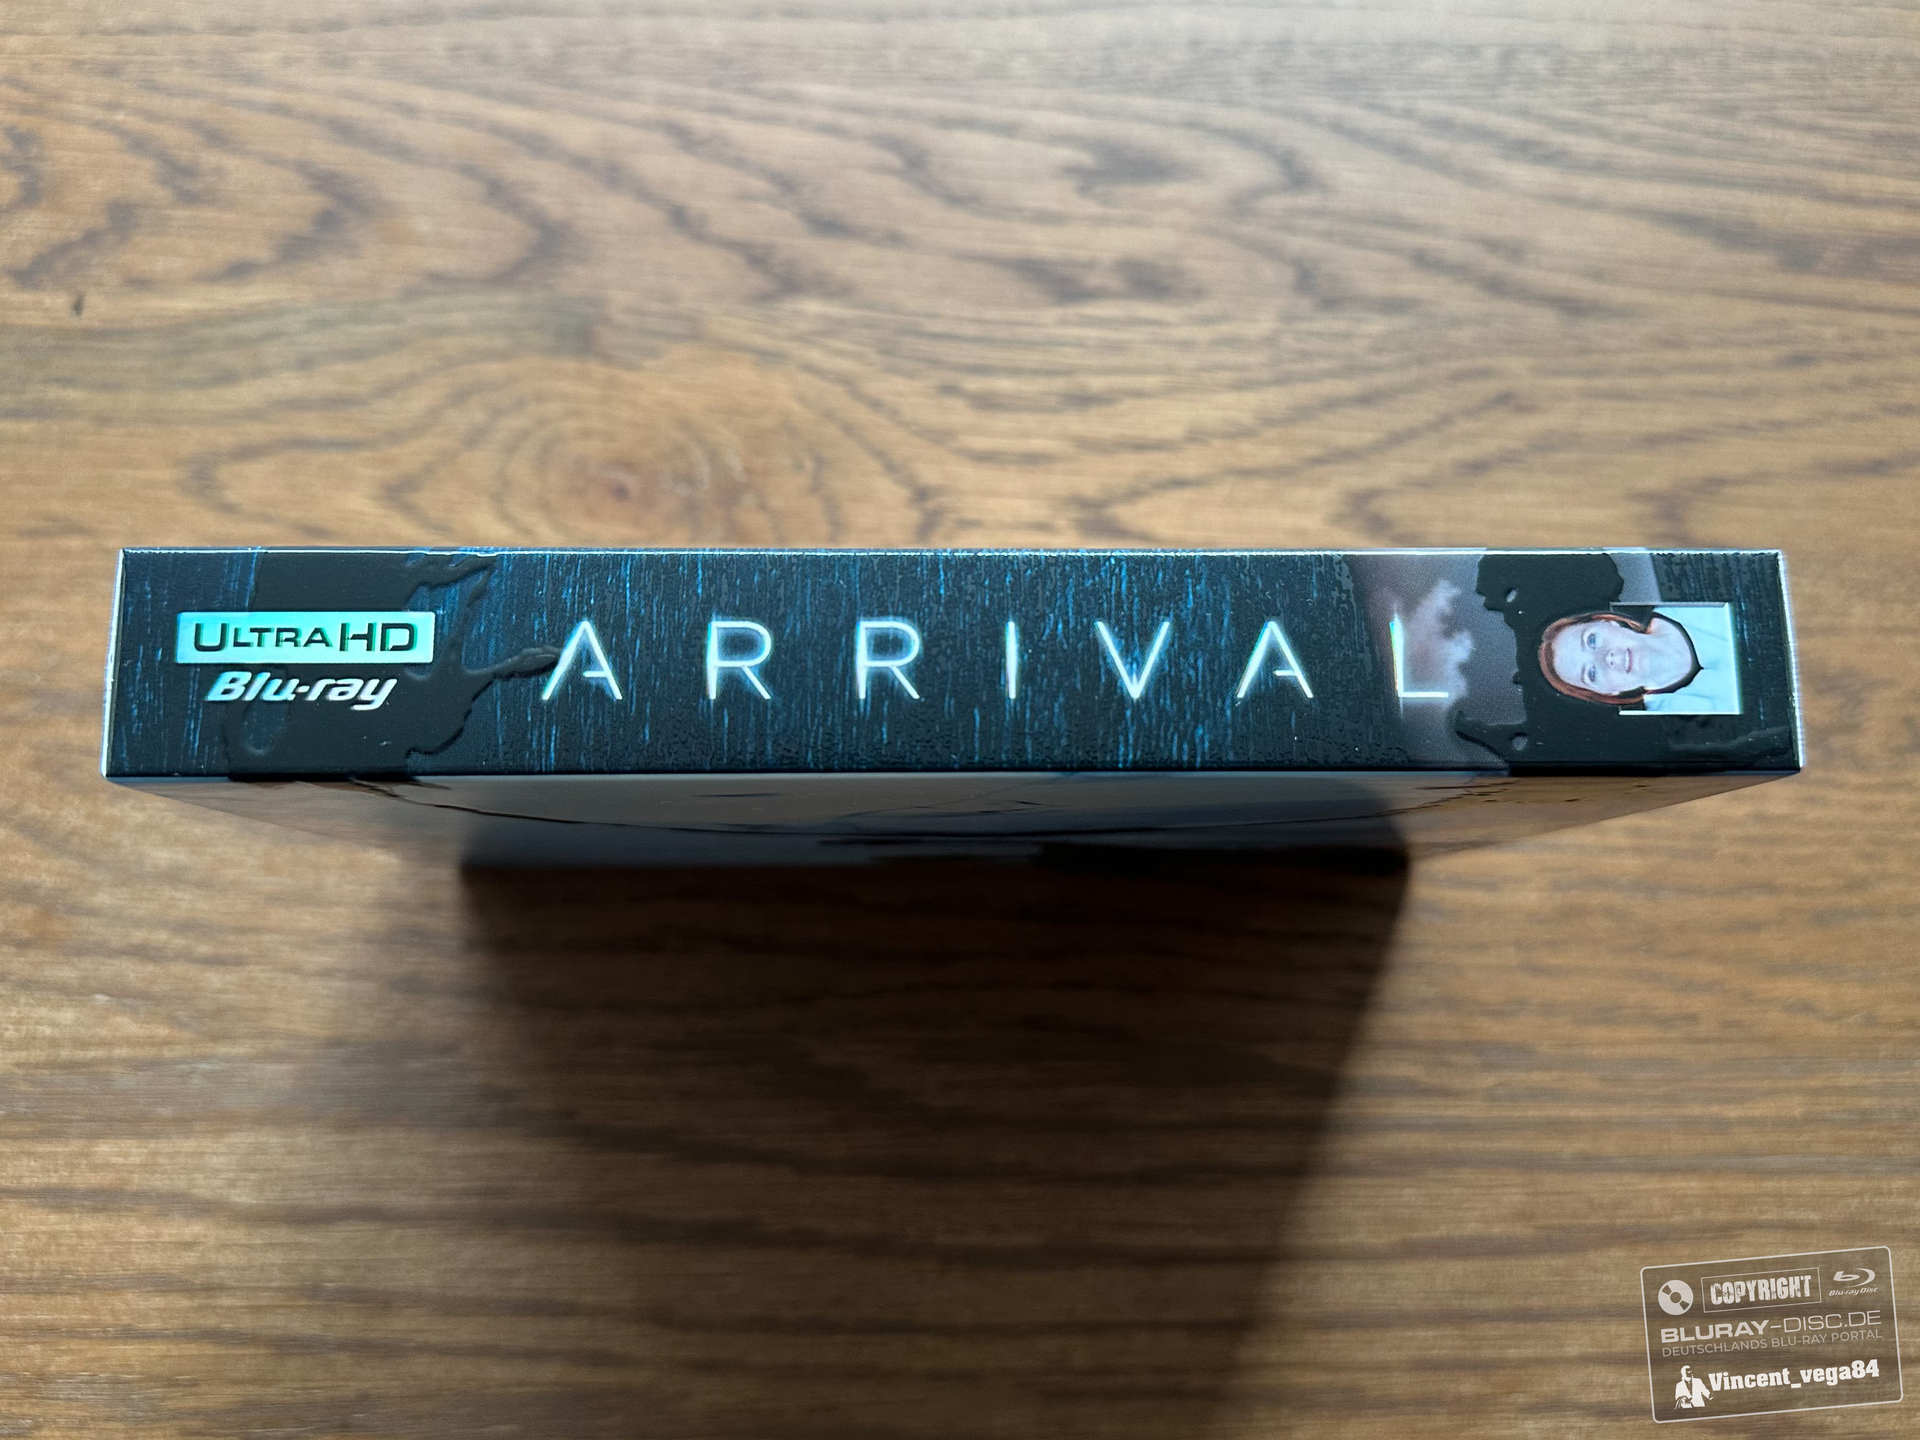 ULTRA HD
Blu-ray
ARRIVAL
COPYRIGHT
Blu-ray Disc
BLURAY-DISC.DE
DEUTSCHLANDS BLU-RAY PORTAL
Vincent_vega84